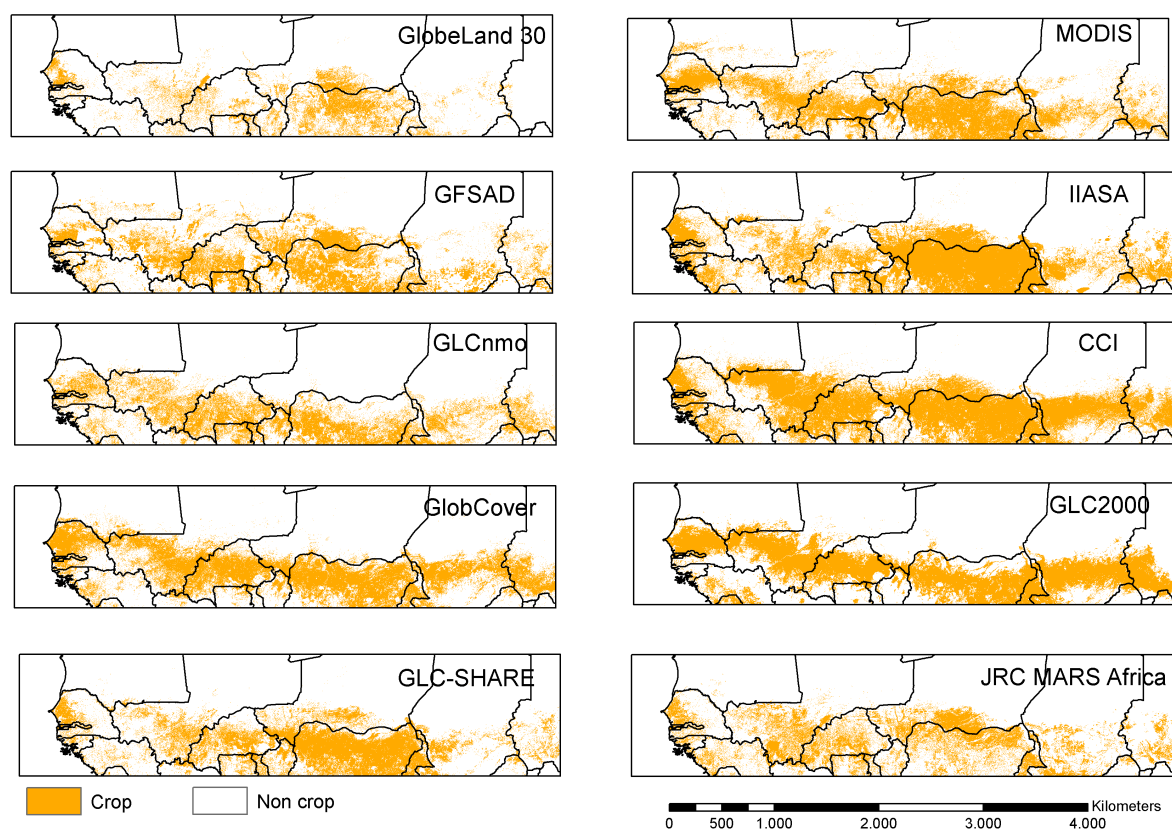 GlobeLand 30
MODIS
GFSAD
IIASA
GLCnmo
CCI
GlobCover
GLC2000
GLC-SHARE
JRC MARS Africa
Crop
Non crop
Kilometers
0 500 1.000 2.000 3.000 4.000